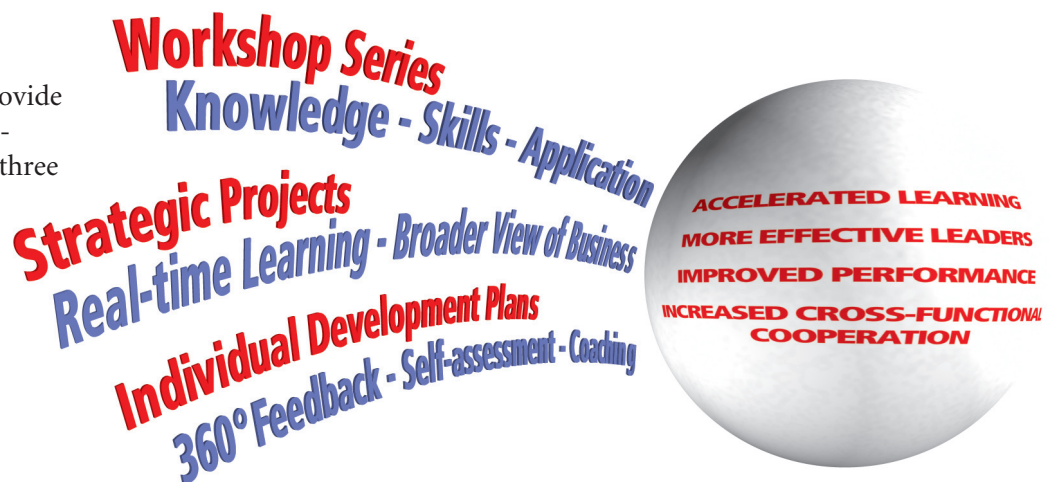 ovide
-
three
Workshop Series
Knowledge - Skills - Application
Strategic Projects
Real-time Learning - Broader View of Business
Individual Development Plans
360° Feedback - Self-assessment - Coaching
ACCELERATED LEARNING
MORE EFFECTIVE LEADERS
IMPROVED PERFORMANCE
INCREASED CROSS-FUNCTIONAL
COOPERATION